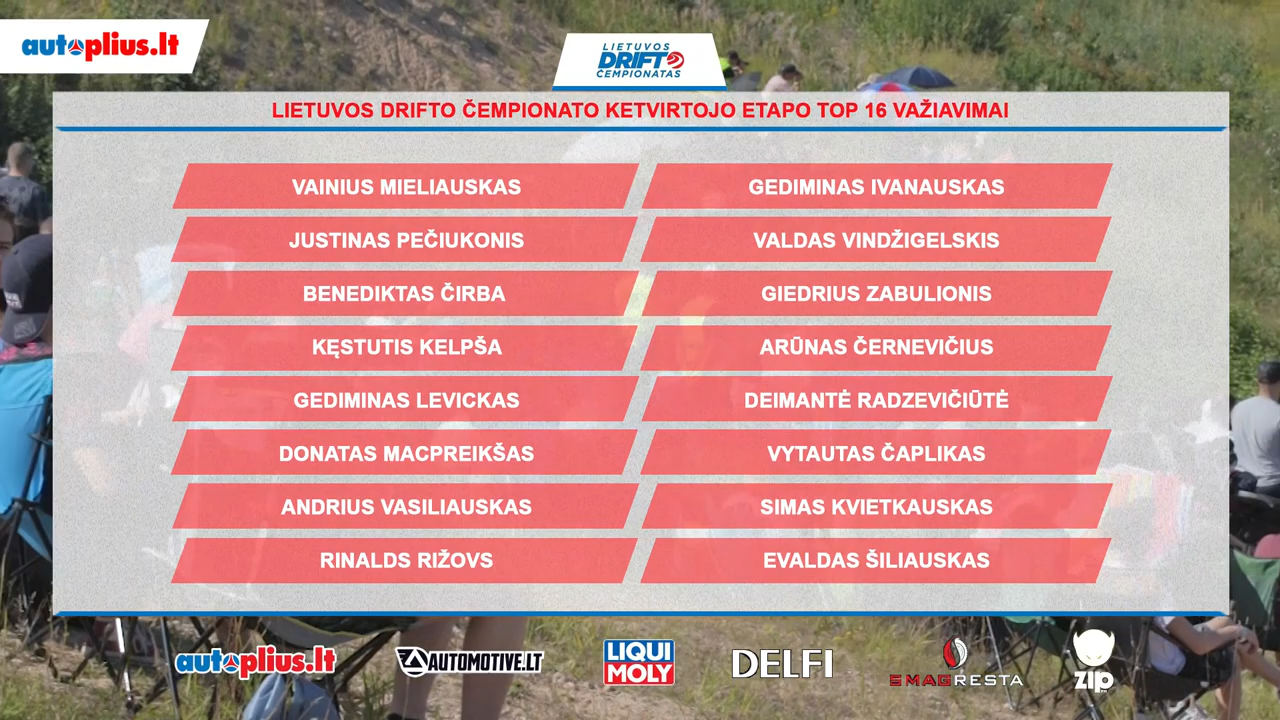 autoplius.lt
LIETUVOS
DRIFTO
ČEMPIONATAS
LIETUVOS DRIFTO ČEMPIONATO KETVIRTOJO ETAPO TOP 16 VAŽIAVIMAI
VAINIUS MIELIAUSKAS GEDIMINAS IVANAUSKAS
JUSTINAS PEČIUKONIS VALDAS VINDŽIGELSKIS
BENEDIKTAS ČIRBA GIEDRIUS ZABULIONIS
KĘSTUTIS KELPŠA ARŪNAS ČERNEVIČIUS
GEDIMINAS LEVICKAS DEIMANTĖ RADZEVIČIŪTĖ
DONATAS MACPREIKŠAS VYTAUTAS ČAPLIKAS
ANDRIUS VASILIAUSKAS SIMAS KVIETKAUSKAS
RINALDS RIŽOVS EVALDAS ŠILIAUSKAS
autoplius.lt AUTOMOTIVE.LT LIQUI MOLY DELFI SMAGRESTA ZIP